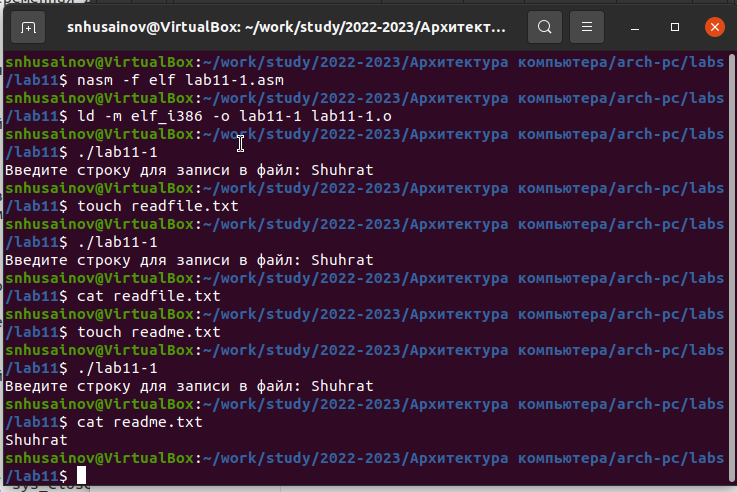 snhusainov@VirtualBox: ~/work/study/2022-2023/Архитект...
snhusainov@VirtualBox:~/work/study/2022-2023/Архитектура компьютера/arch-pc/labs
/lab11$ nasm -f elf lab11-1.asm
snhusainov@VirtualBox:~/work/study/2022-2023/Архитектура компьютера/arch-pc/labs
/lab11$ ld -m elf_i386 -o lab11-1 lab11-1.o
snhusainov@VirtualBox:~/work/study/2022-2023/Архитектура компьютера/arch-pc/labs
/lab11$ ./lab11-1
Введите строку для записи в файл: Shuhrat
snhusainov@VirtualBox:~/work/study/2022-2023/Архитектура компьютера/arch-pc/labs
/lab11$ touch readfile.txt
snhusainov@VirtualBox:~/work/study/2022-2023/Архитектура компьютера/arch-pc/labs
/lab11$ ./lab11-1
Введите строку для записи в файл: Shuhrat
snhusainov@VirtualBox:~/work/study/2022-2023/Архитектура компьютера/arch-pc/labs
/lab11$ cat readfile.txt
snhusainov@VirtualBox:~/work/study/2022-2023/Архитектура компьютера/arch-pc/labs
/lab11$ touch readme.txt
snhusainov@VirtualBox:~/work/study/2022-2023/Архитектура компьютера/arch-pc/labs
/lab11$ ./lab11-1
Введите строку для записи в файл: Shuhrat
snhusainov@VirtualBox:~/work/study/2022-2023/Архитектура компьютера/arch-pc/labs
/lab11$ cat readme.txt
Shuhrat
snhusainov@VirtualBox:~/work/study/2022-2023/Архитектура компьютера/arch-pc/labs
/lab11$